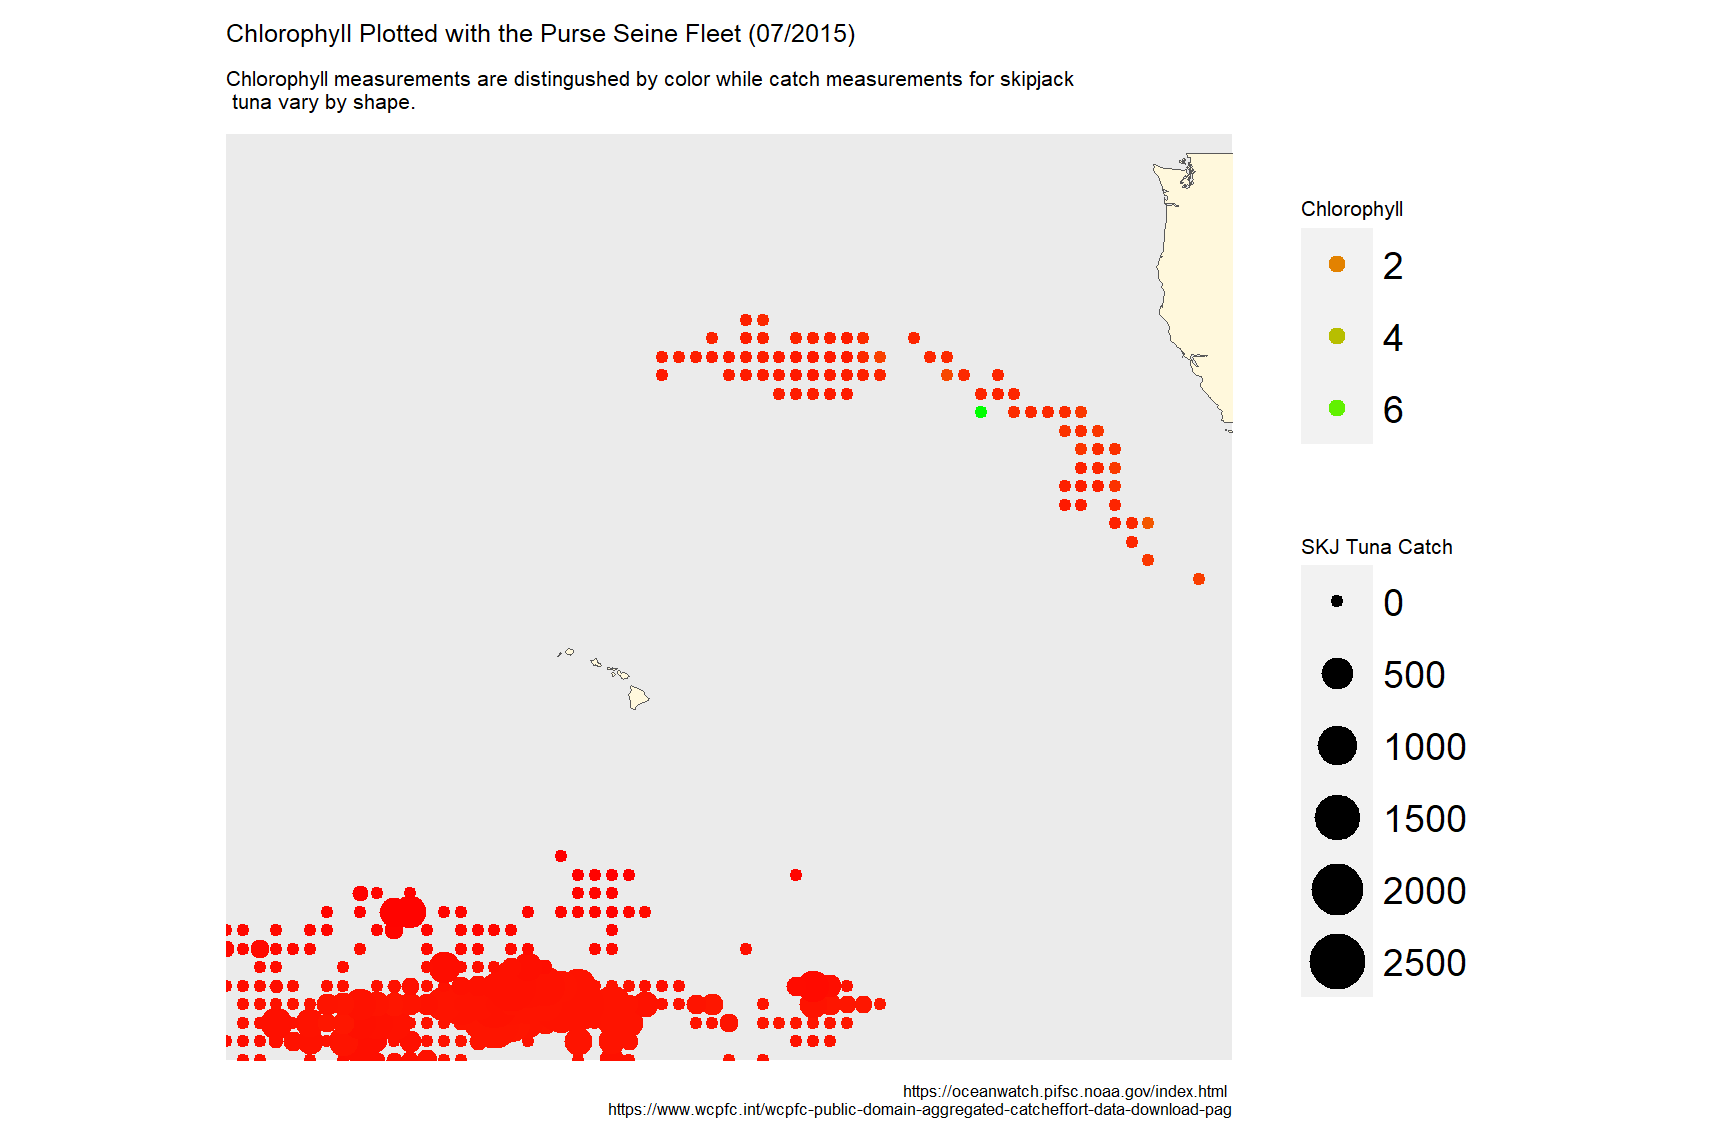 Chlorophyll Plotted with the Purse Seine Fleet (07/2015)
Chlorophyll measurements are distingushed by color while catch measurements for skipjack
tuna vary by shape.
Chlorophyll
2
4
6
SKJ Tuna Catch
0
500
1000
1500
2000
2500
https://oceanwatch.pifsc.noaa.gov/index.html
https://www.wcpfc.int/wcpfc-public-domain-aggregated-catcheffort-data-download-pag